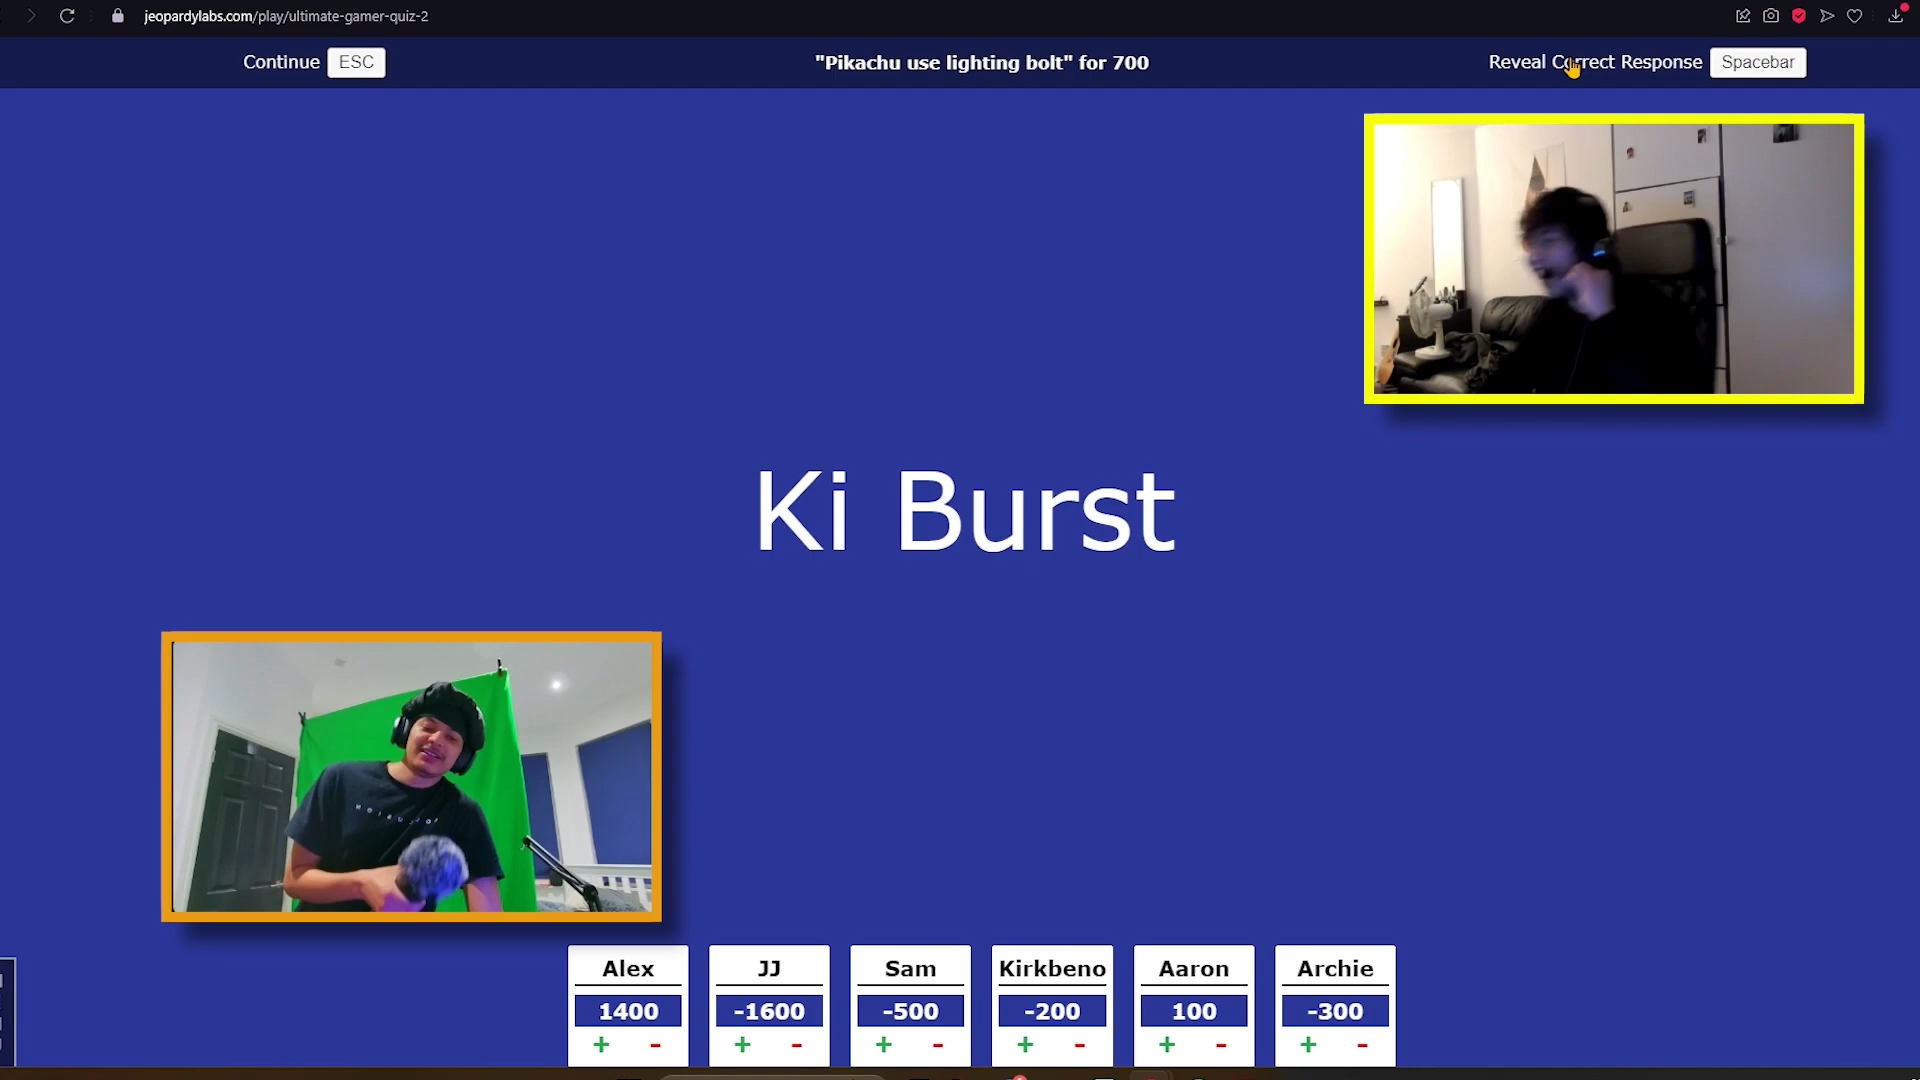 jeopardylabs.com/play/ultimate-gamer-quiz-2
Continue ESC
"Pikachu use lighting bolt" for 700
Reveal Correct Response Spacebar
Ki Burst
Alex JJ Sam Kirkbeno Aaron Archie
1400 -1600 -500 -200 100 -300
+ - + - + - + - + - + -